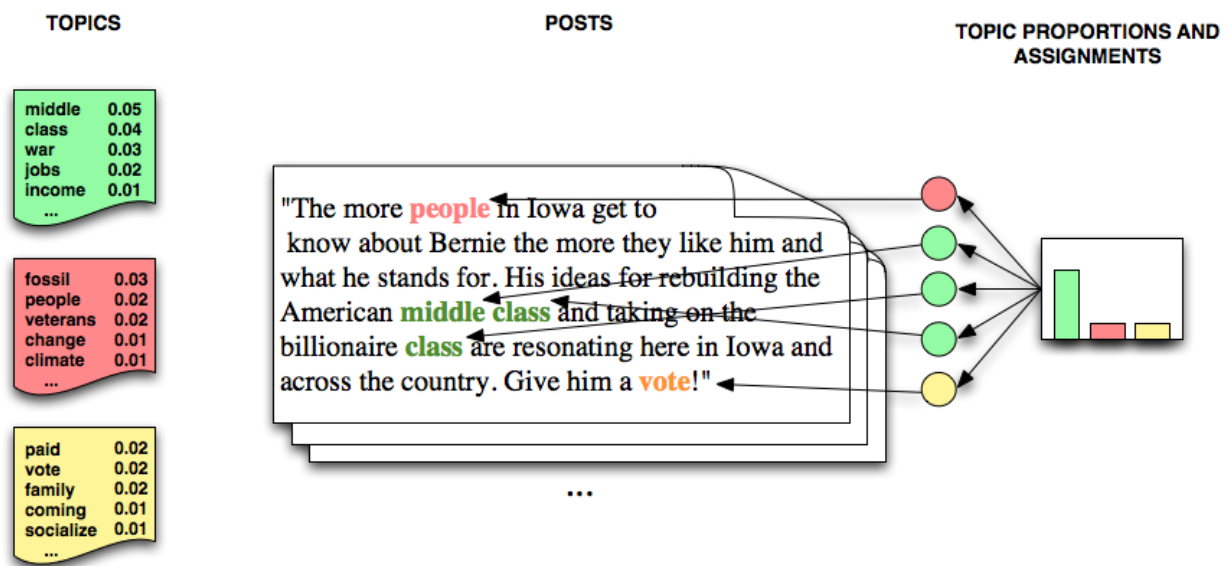 TOPICS
POSTS
TOPIC PROPORTIONS AND
ASSIGNMENTS
middle 0.05
class 0.04
war 0.03
jobs 0.02
income 0.01
...
fossil 0.03
people 0.02
veterans 0.02
change 0.01
climate 0.01
...
paid 0.02
vote 0.02
family 0.02
coming 0.01
socialize 0.01
...
"The more people in Iowa get to
know about Bernie the more they like him and
what he stands for. His ideas for rebuilding the
American middle class and taking on the
billionaire class are resonating here in Iowa and
across the country. Give him a vote!"
...